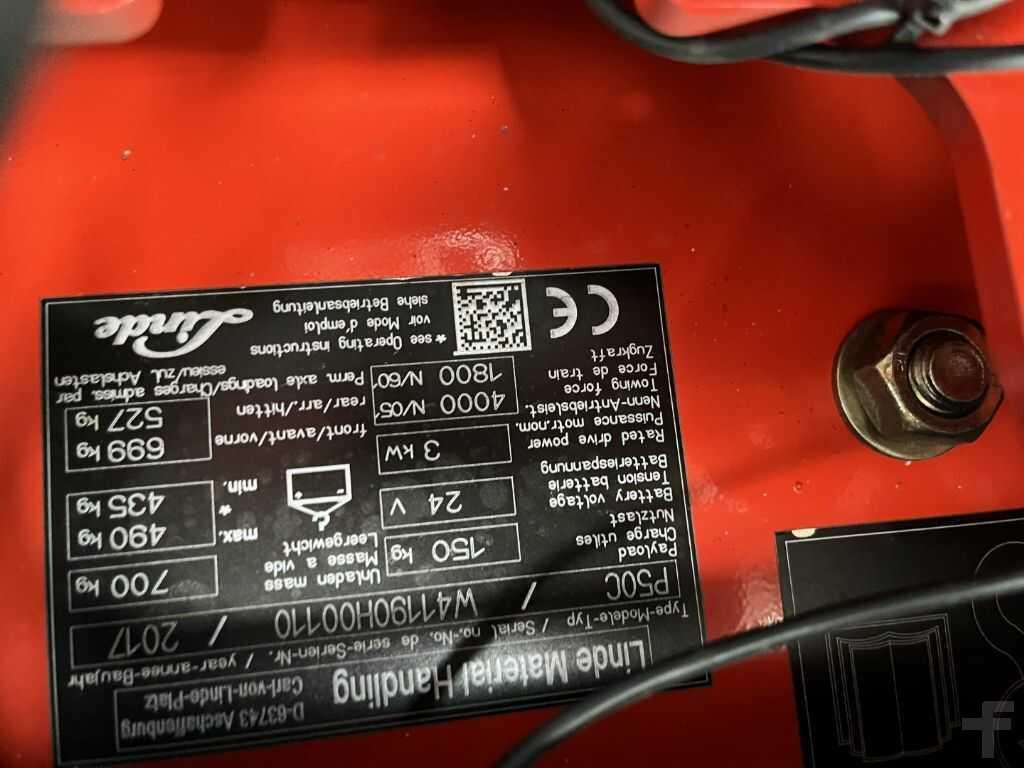 Linde Material Handling
D-63743 Aschaffenburg
Carl-von-Linde-Platz
Type-Modele-Typ / Serial no.-No. de serie-Serien-Nr. / year-annee-Baujahr
P50C / W41190H00110 / 2017
Payload
Charge utiles
Nutzlast
150 kg
Unladen mass
Masse a vide
Leergewicht
700 kg
Battery voltage
Tension batterie
Batteriespannung
24 V
max. 490 kg
*
min. 435 kg
Rated drive power
Puissance motr.nom.
Nenn-Antriebsleist.
3 kW
front/avant/vorne 699 kg
rear/arr./hitten 527 kg
Towing force
Force de train
Zugkraft
4000 N/05'
1800 N/60'
Perm. axle loadings/Charges admiss. par
essieu/zul. Achslasten
CE
*see Operating instructions
voir Mode d'emploi
siehe Betriebsanleitung
Linde